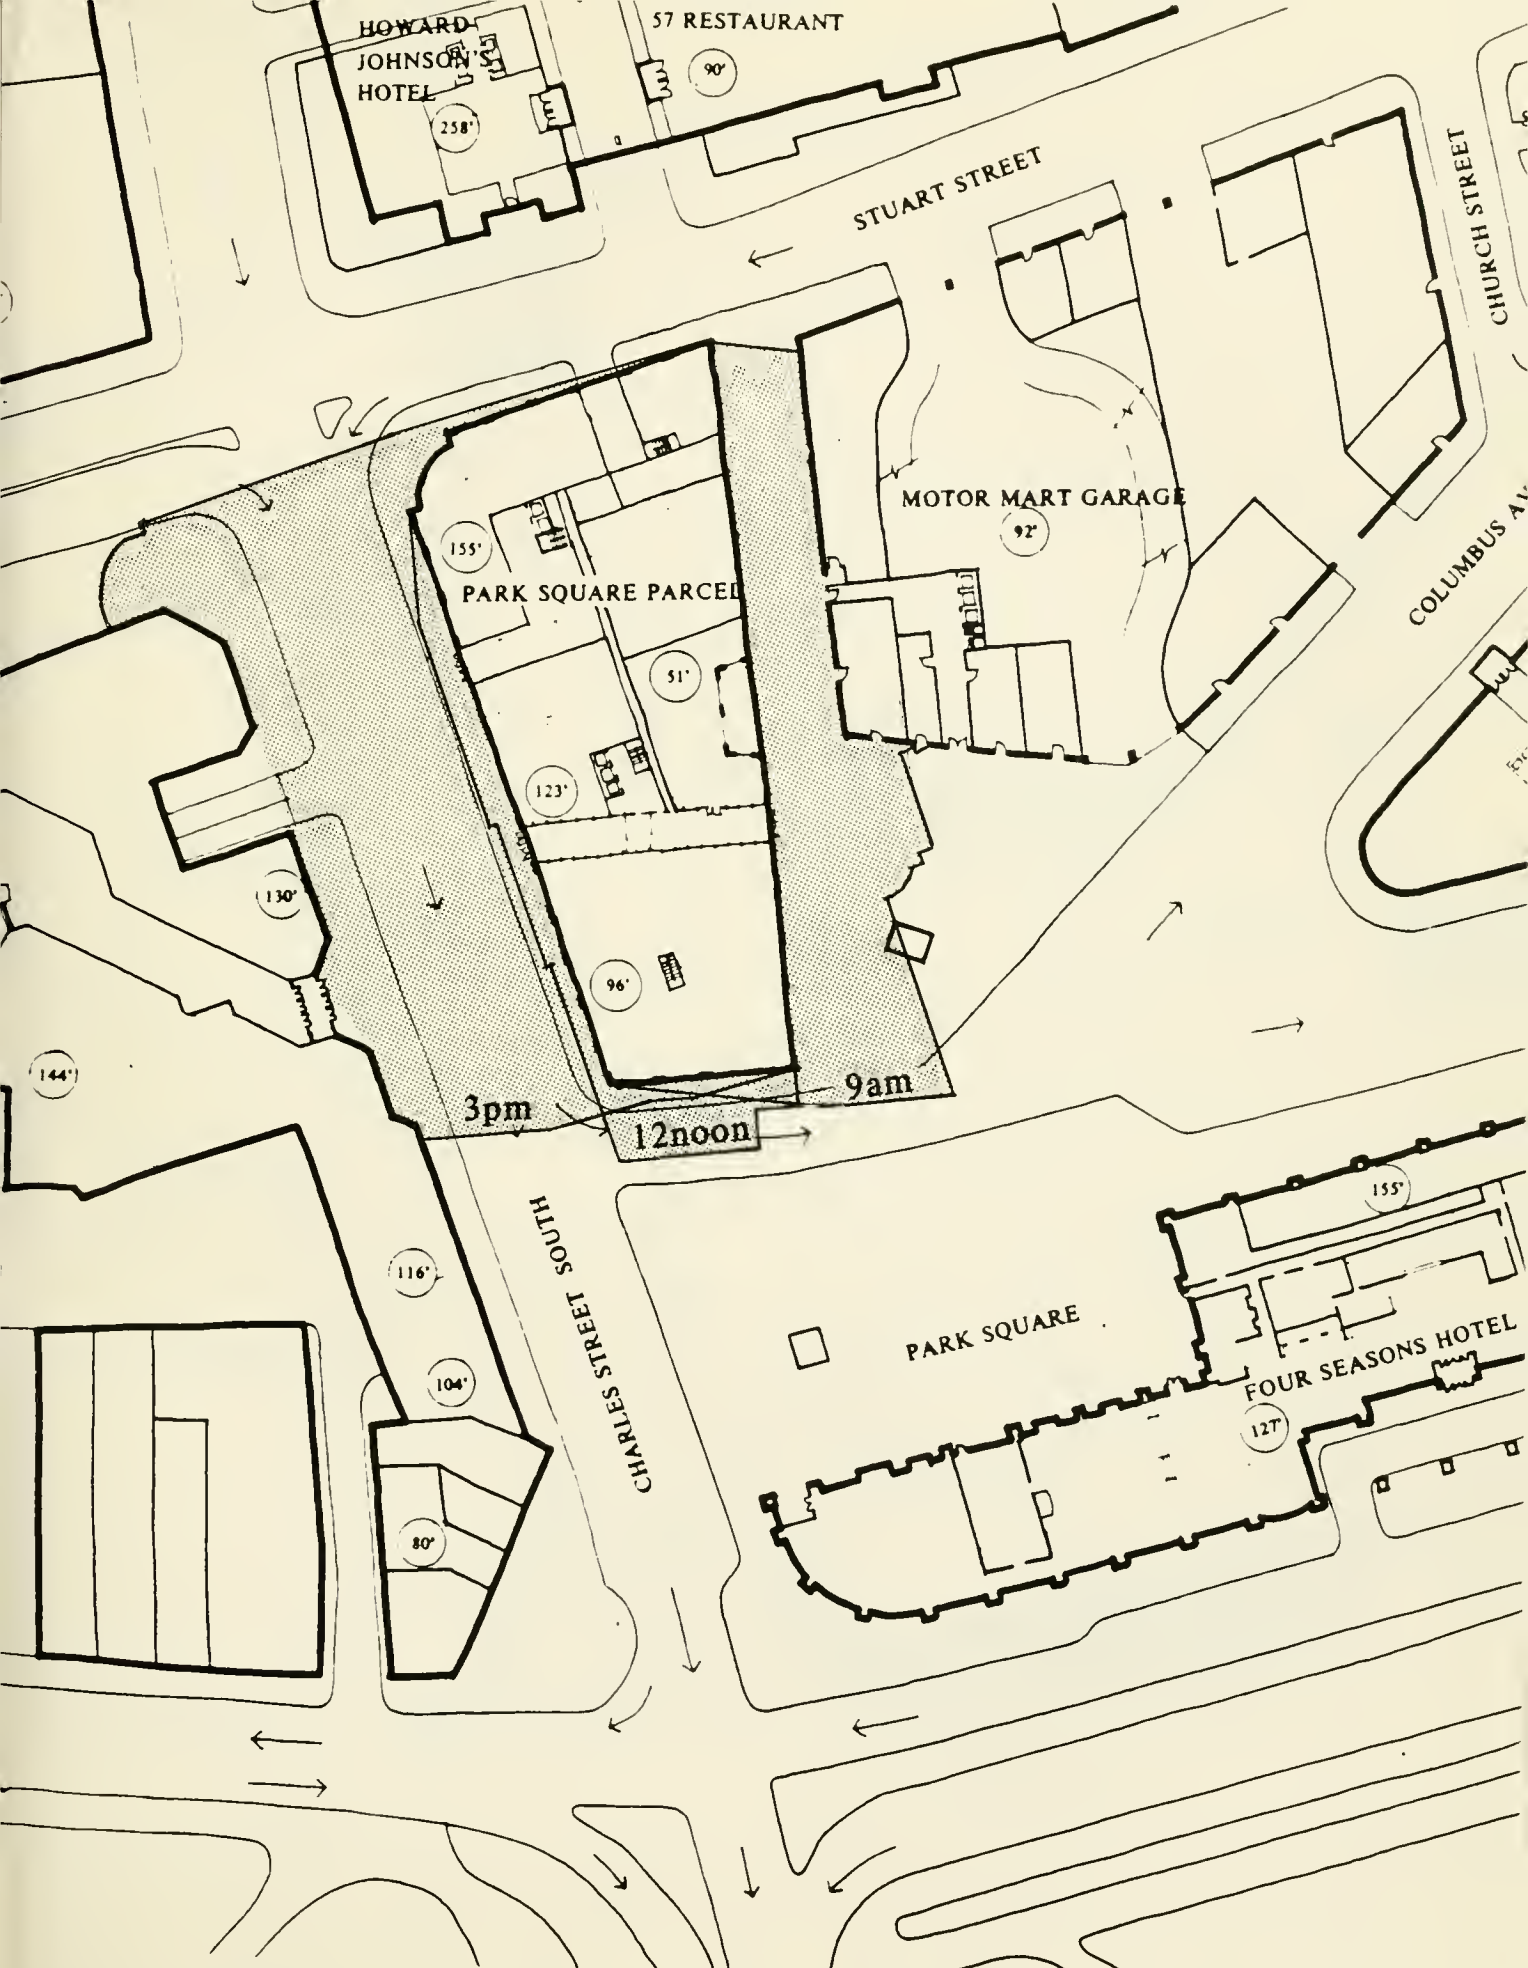 HOWARD
JOHNSON'S
HOTEL
258'
57 RESTAURANT
90'
STUART STREET
CHURCH STREET
MOTOR MART GARAGE
92'
155'
PARK SQUARE PARCEL
51'
123'
96'
COLUMBUS
130'
144'
3pm
12noon
9am
CHARLES STREET SOUTH
116'
104'
80'
PARK SQUARE
155'
FOUR SEASONS HOTEL
127'